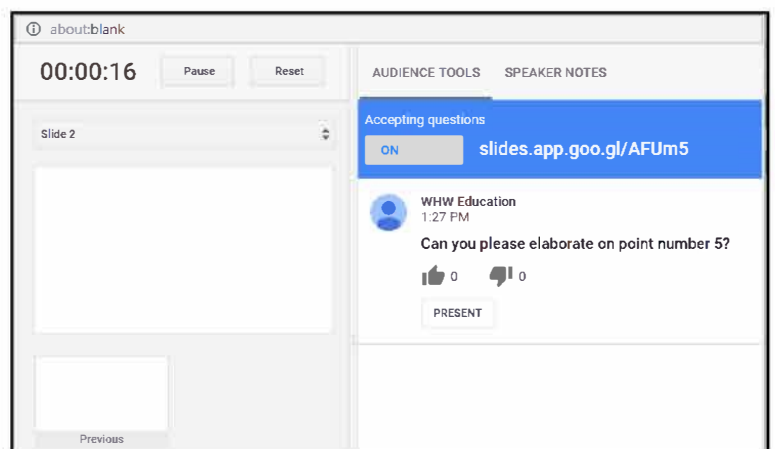 about:blank
00:00:16
Pause
Reset
Slide 2
Previous
AUDIENCE TOOLS
SPEAKER NOTES
Accepting questions
ON
slides.app.goo.gl/AFUm5
WHW Education
1:27 PM
Can you please elaborate on point number 5?
0
0
PRESENT